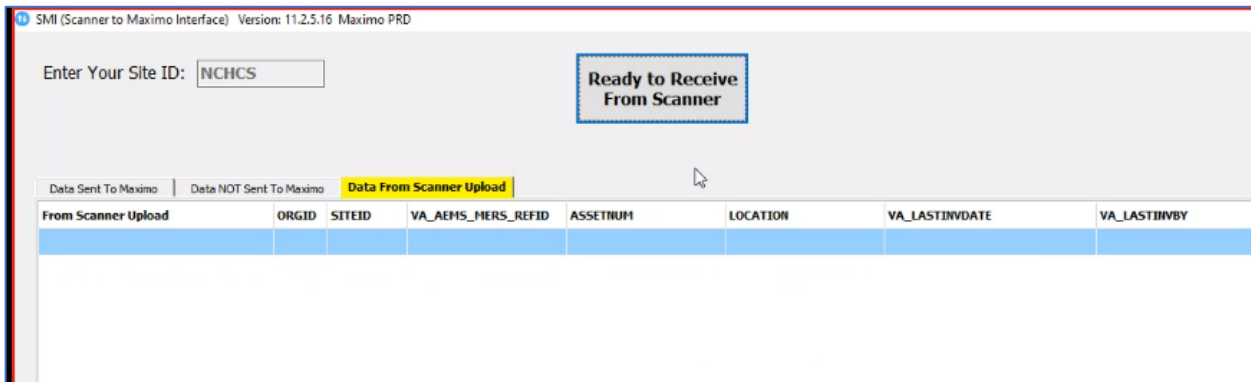 SMI (Scanner to Maximo Interface) Version: 11.2.5.16 Maximo PRD
Enter Your Site ID: NCHCS
Ready to Receive
From Scanner
Data Sent To Maximo Data NOT Sent To Maximo Data From Scanner Upload
From Scanner Upload ORGID SITEID VA_AEMS_MERS_REFID ASSETNUM LOCATION VA_LASTINVDATE VA_LASTINVBY